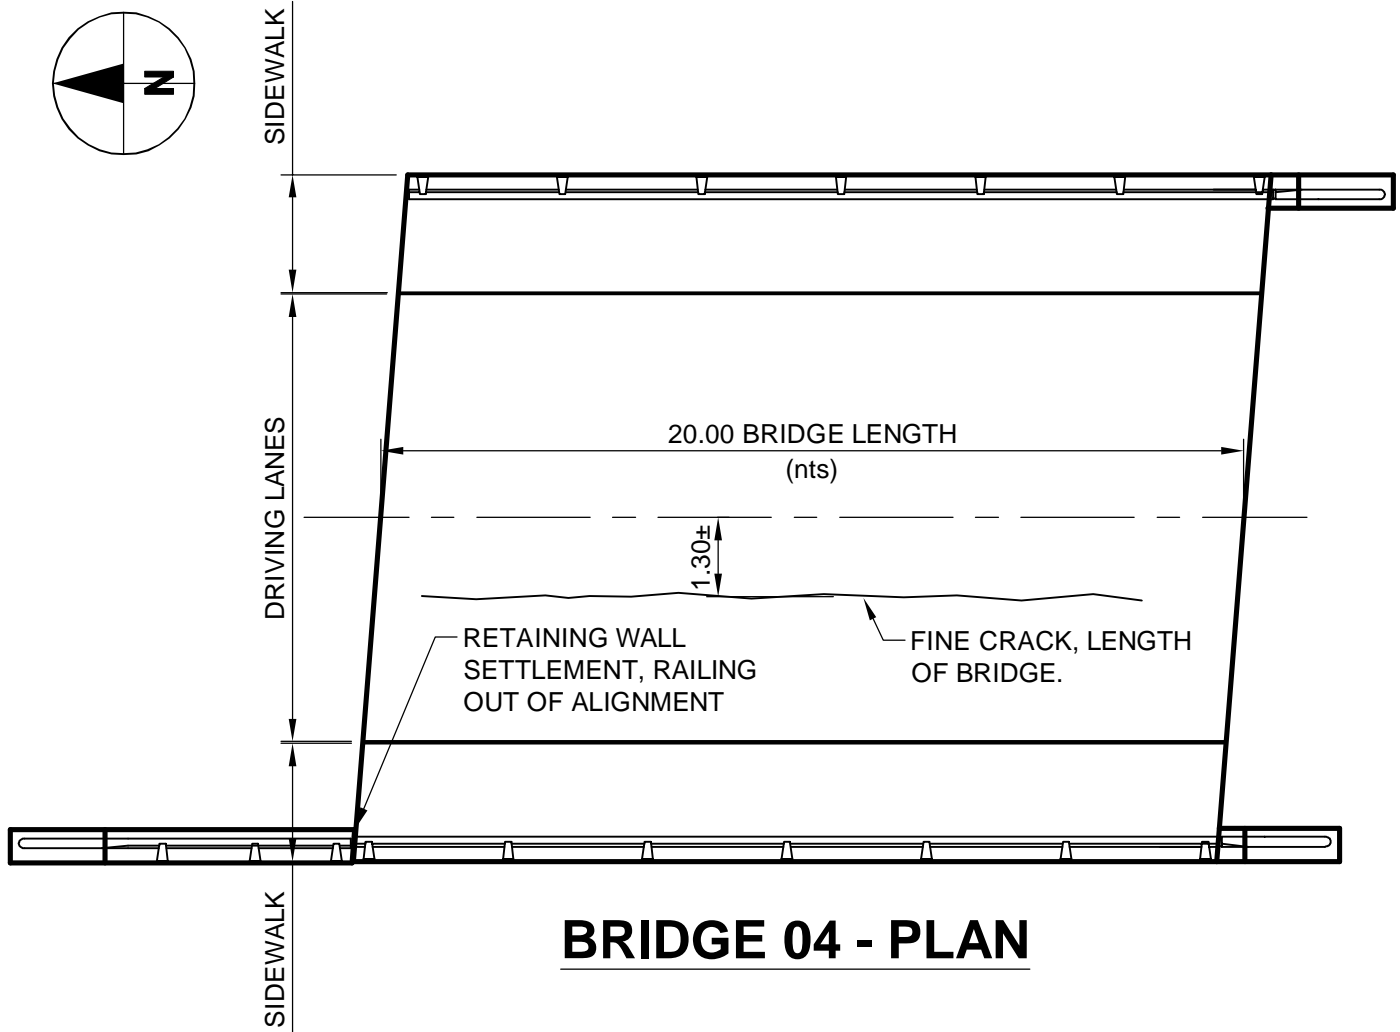 N
SIDEWALK
20.00 BRIDGE LENGTH
(nts)
DRIVING LANES
1.30±
RETAINING WALL
SETTLEMENT, RAILING
OUT OF ALIGNMENT
FINE CRACK, LENGTH
OF BRIDGE.
SIDEWALK
BRIDGE 04 - PLAN